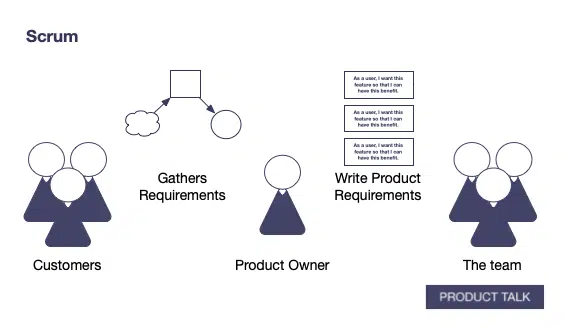 Scrum
As a user, I want this
feature so that I can
have this benefit.
As a user, I want this
feature so that I can
have this benefit.
As a user, I want this
feature so that I can
have this benefit.
Gathers
Requirements
Write Product
Requirements
Customers
Product Owner
The team
PRODUCT TALK